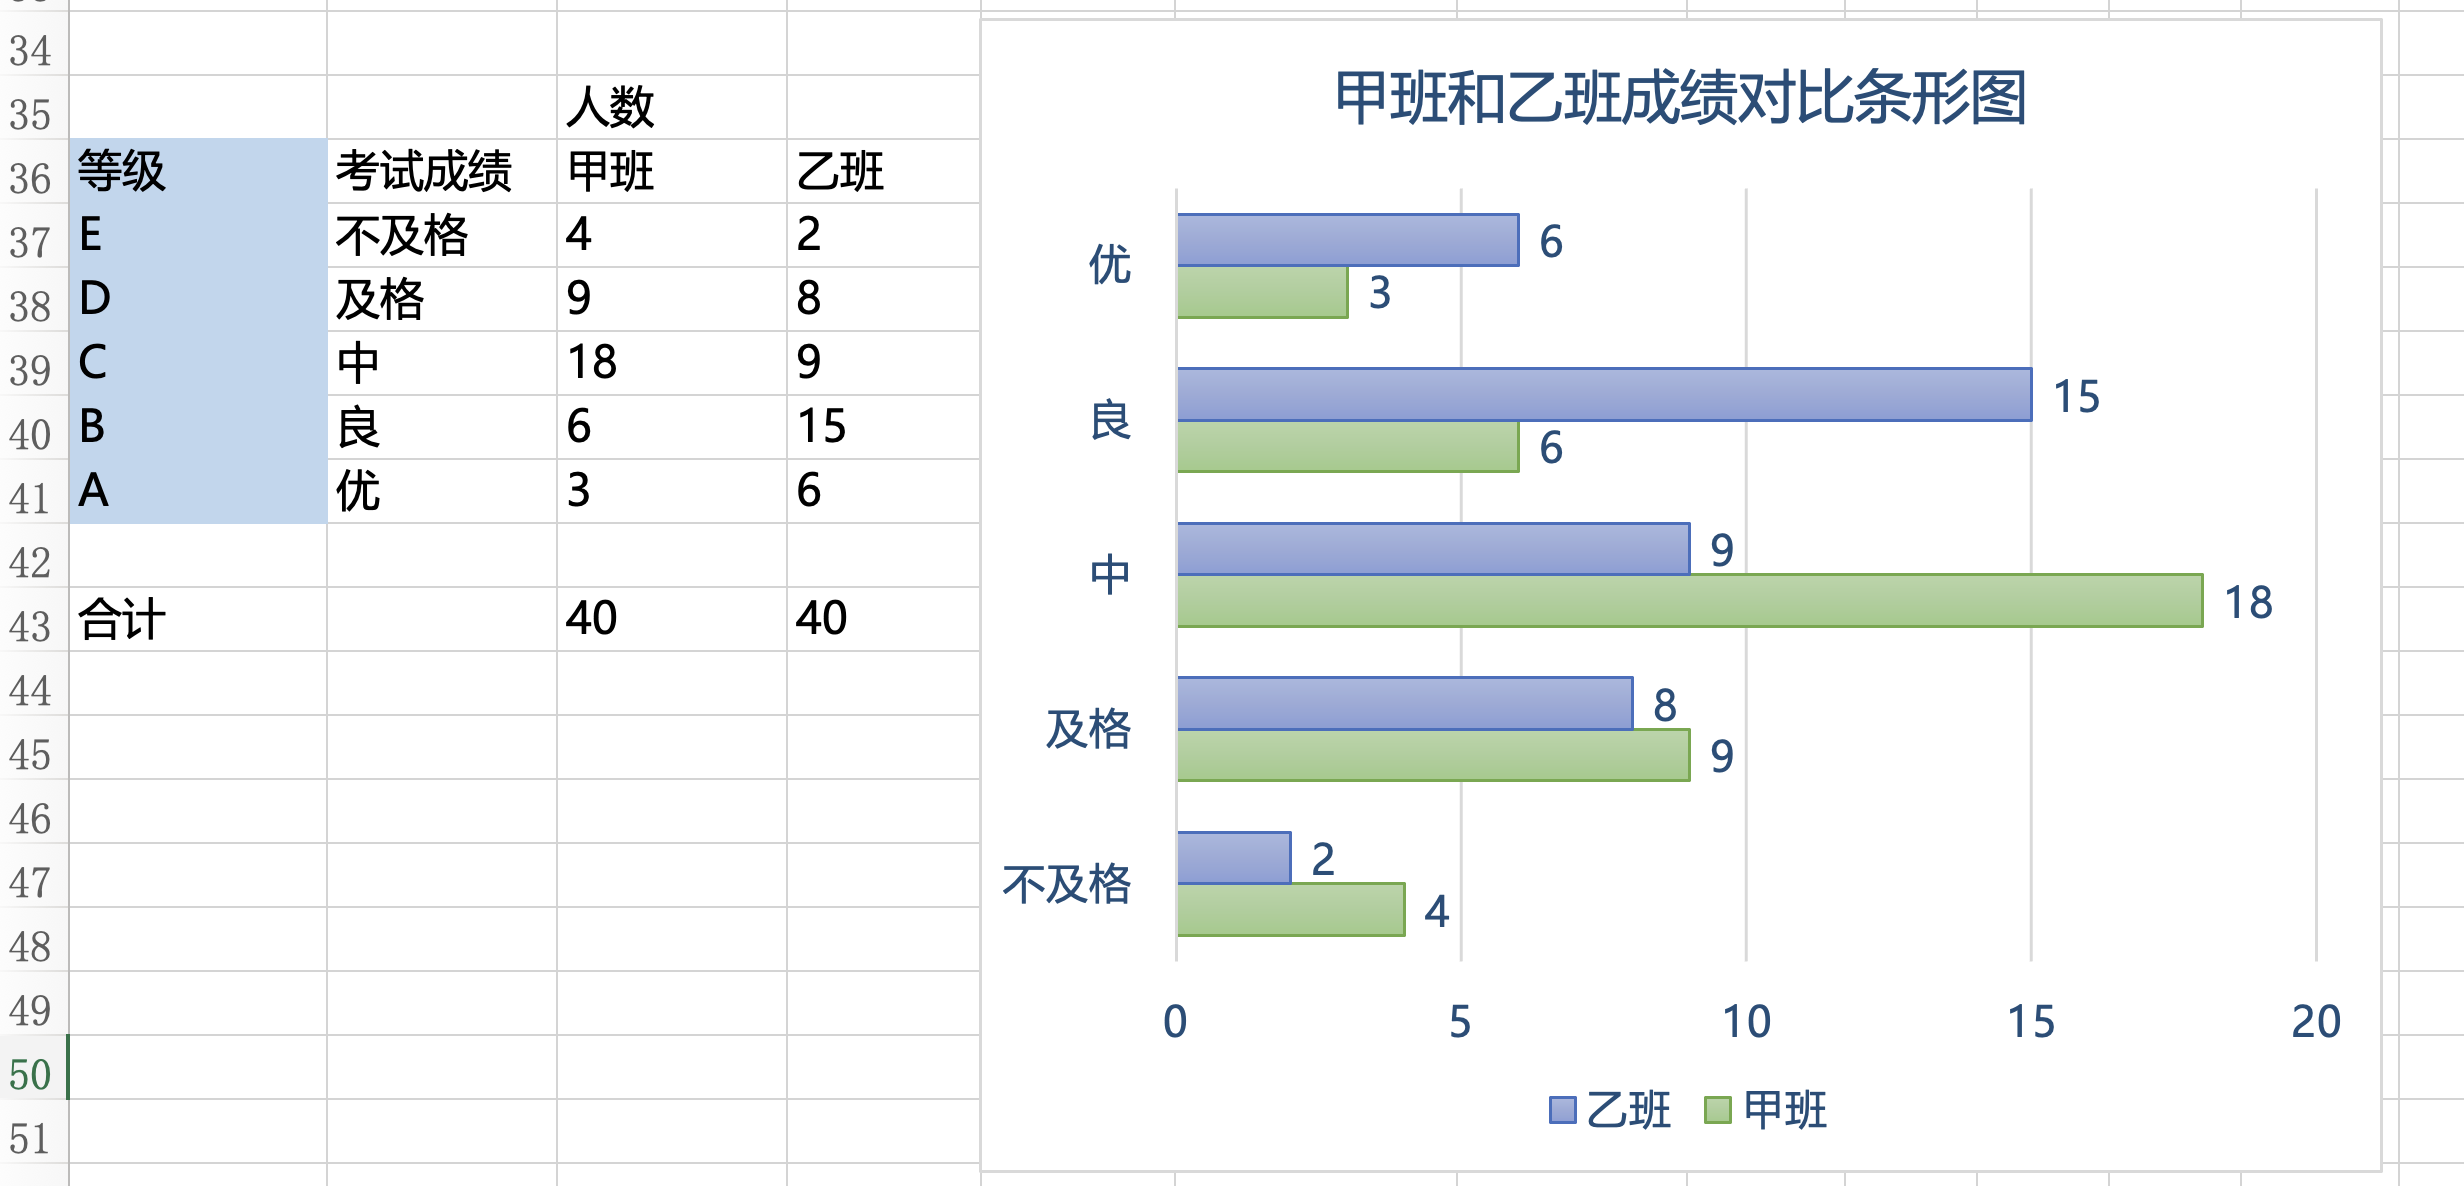 34
35 人数
36 等级 考试成绩 甲班 乙班
37 E 不及格 4 2
38 D 及格 9 8
39 C 中 18 9
40 B 良 6 15
41 A 优 3 6
42
43 合计 40 40
44
45
46
47
48
49
50
51
甲班和乙班成绩对比条形图
优 6
3
良 15
6
中 9
18
及格 8
9
不及格 2
4
0 5 10 15 20
乙班 甲班